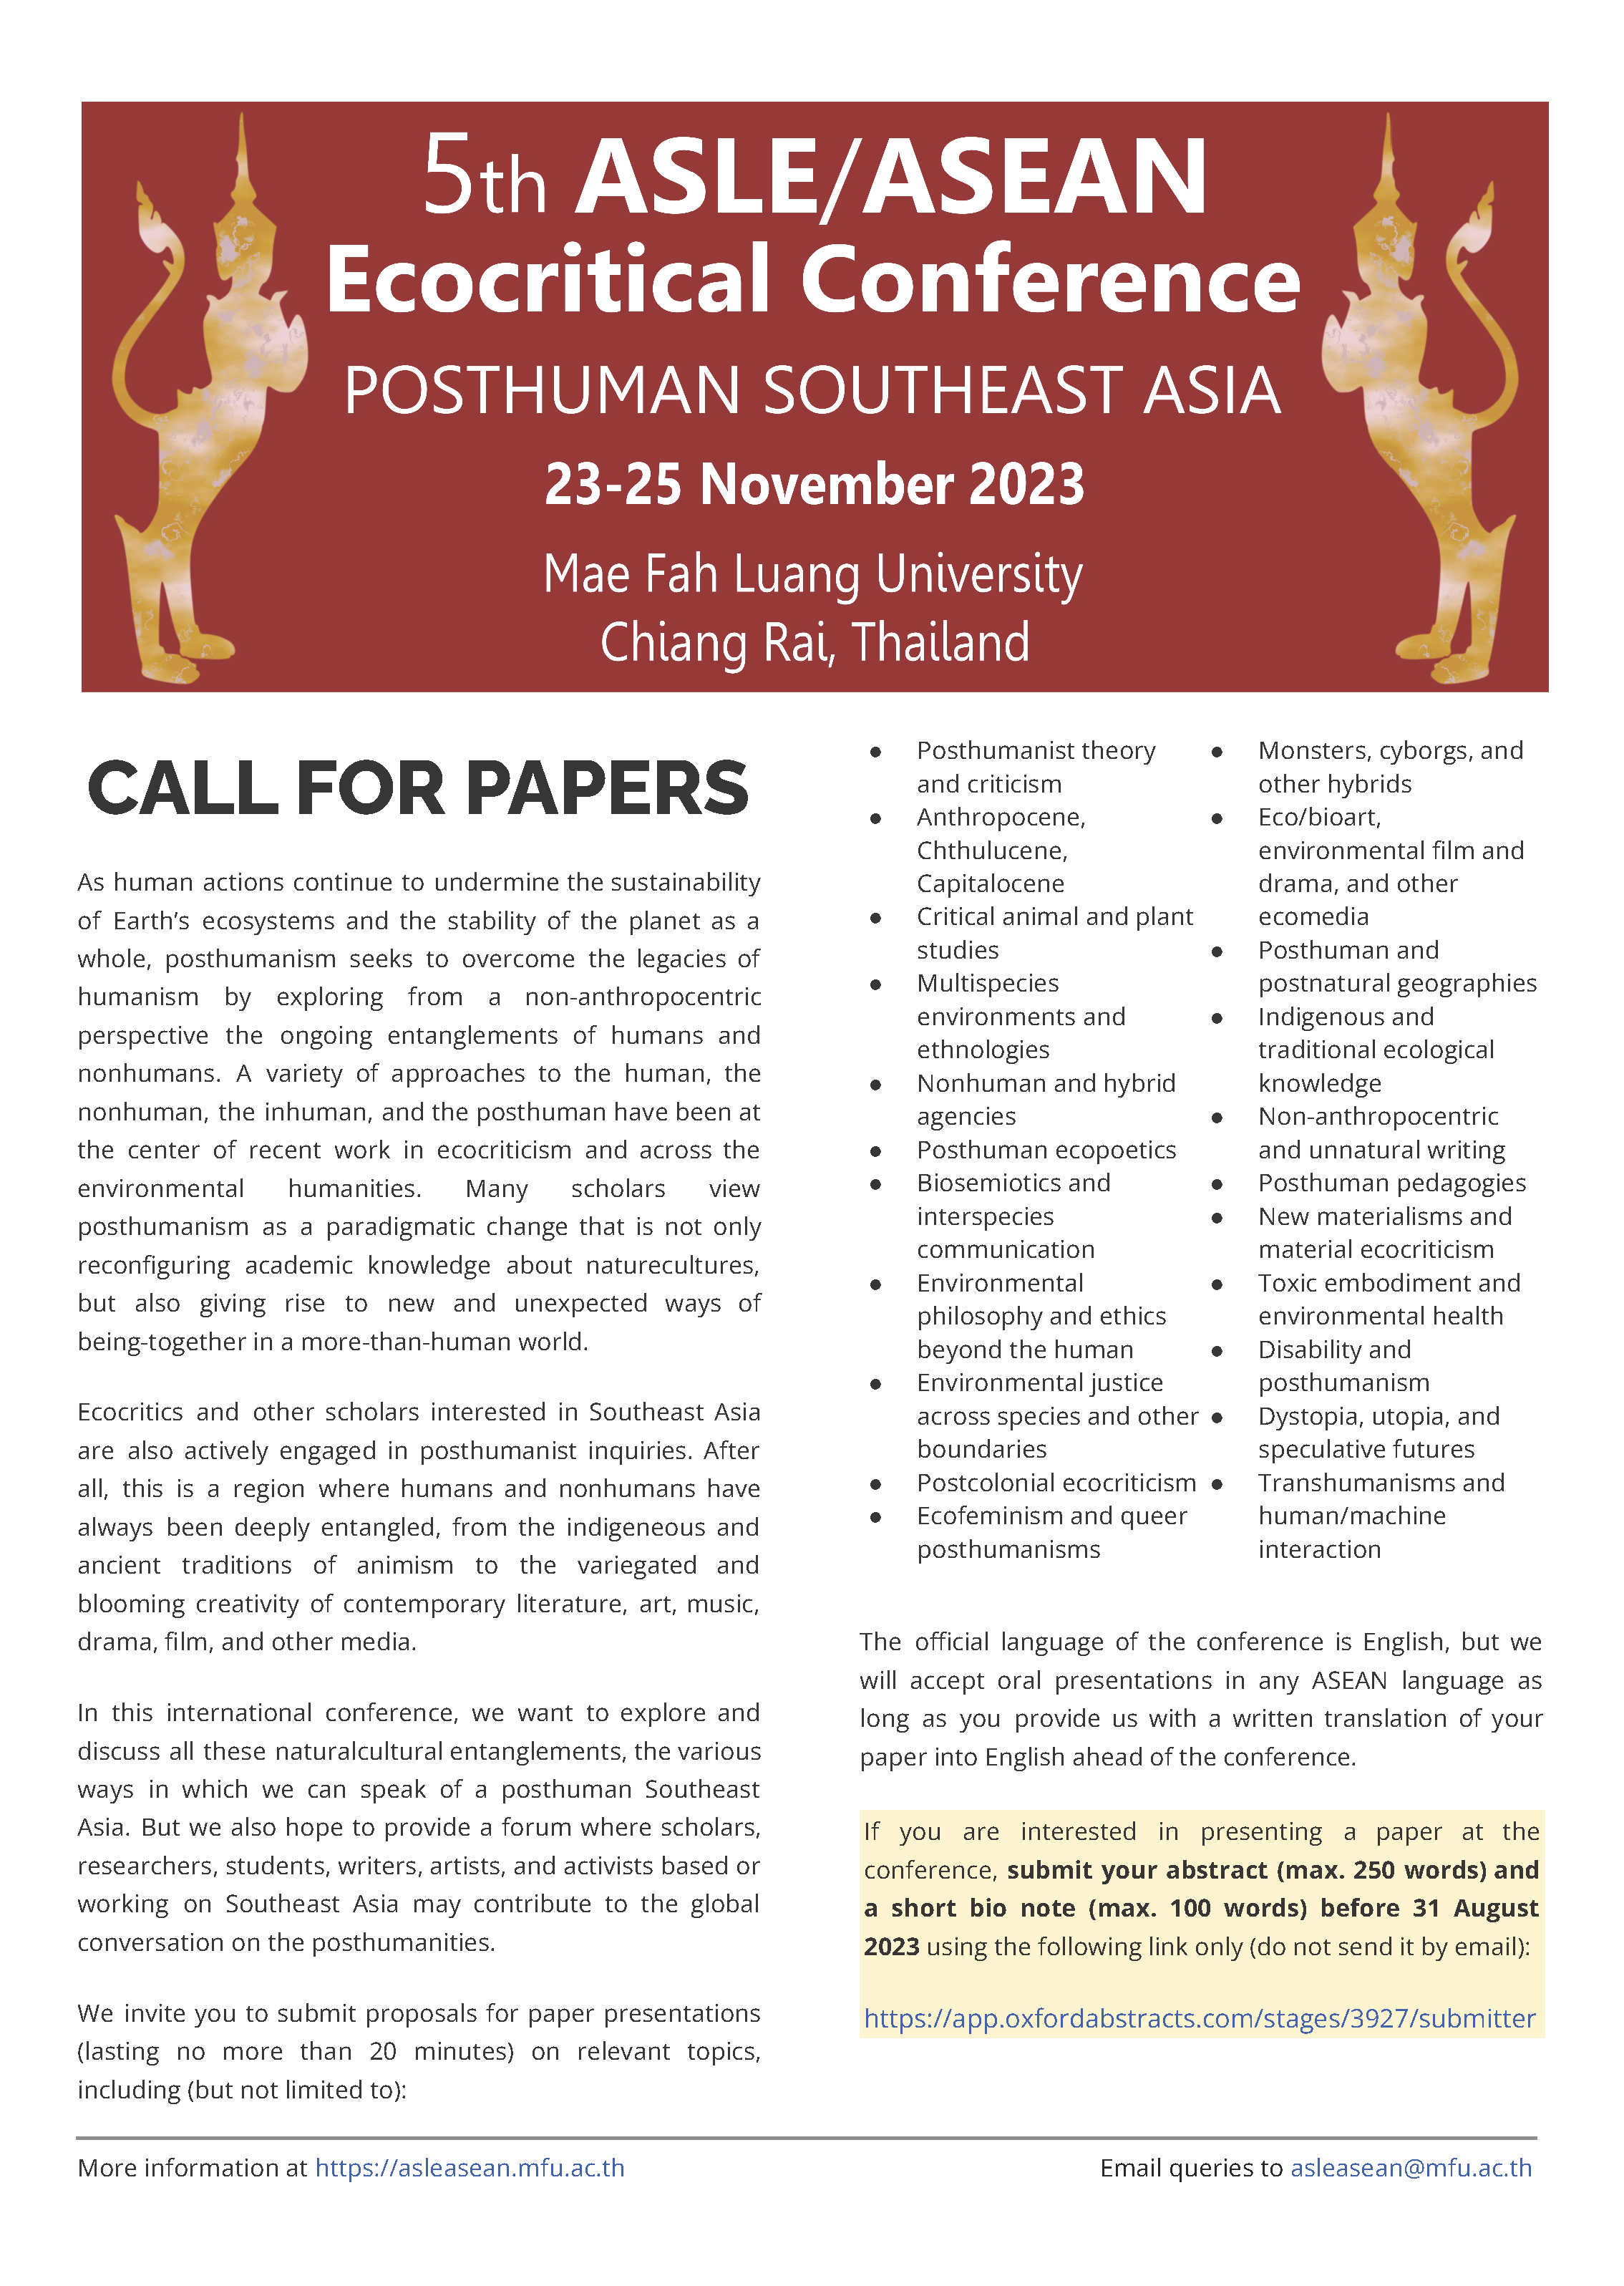 5th ASLE/ASEAN
Ecocritical Conference
POSTHUMAN SOUTHEAST ASIA
23-25 November 2023
Mae Fah Luang University
Chiang Rai, Thailand
CALL FOR PAPERS
As human actions continue to undermine the sustainability
of Earth’s ecosystems and the stability of the planet as a
whole, posthumanism seeks to overcome the legacies of
humanism by exploring from a non-anthropocentric
perspective the ongoing entanglements of humans and
nonhumans. A variety of approaches to the human, the
nonhuman, the inhuman, and the posthuman have been at
the center of recent work in ecocriticism and across the
environmental humanities. Many scholars view
posthumanism as a paradigmatic change that is not only
reconfiguring academic knowledge about naturecultures,
but also giving rise to new and unexpected ways of
being-together in a more-than-human world.
Ecocritics and other scholars interested in Southeast Asia
are also actively engaged in posthumanist inquiries. After
all, this is a region where humans and nonhumans have
always been deeply entangled, from the indigeneous and
ancient traditions of animism to the variegated and
blooming creativity of contemporary literature, art, music,
drama, film, and other media.
In this international conference, we want to explore and
discuss all these naturalcultural entanglements, the various
ways in which we can speak of a posthuman Southeast
Asia. But we also hope to provide a forum where scholars,
researchers, students, writers, artists, and activists based or
working on Southeast Asia may contribute to the global
conversation on the posthumanities.
We invite you to submit proposals for paper presentations
(lasting no more than 20 minutes) on relevant topics,
including (but not limited to):
● Posthumanist theory
and criticism
● Anthropocene,
Chthulucene,
Capitalocene
● Critical animal and plant
studies
● Multispecies
environments and
ethnologies
● Nonhuman and hybrid
agencies
● Posthuman ecopoetics
● Biosemiotics and
interspecies
communication
● Environmental
philosophy and ethics
beyond the human
● Environmental justice
across species and other
boundaries
● Postcolonial ecocriticism
● Ecofeminism and queer
posthumanisms
● Monsters, cyborgs, and
other hybrids
● Eco/bioart,
environmental film and
drama, and other
ecomedia
● Posthuman and
postnatural geographies
● Indigenous and
traditional ecological
knowledge
● Non-anthropocentric
and unnatural writing
● Posthuman pedagogies
● New materialisms and
material ecocriticism
● Toxic embodiment and
environmental health
● Disability and
posthumanism
● Dystopia, utopia, and
speculative futures
● Transhumanisms and
human/machine
interaction
The official language of the conference is English, but we
will accept oral presentations in any ASEAN language as
long as you provide us with a written translation of your
paper into English ahead of the conference.
If you are interested in presenting a paper at the
conference, submit your abstract (max. 250 words) and
a short bio note (max. 100 words) before 31 August
2023 using the following link only (do not send it by email):
https://app.oxfordabstracts.com/stages/3927/submitter
More information at https://asleasean.mfu.ac.th
Email queries to asleasean@mfu.ac.th